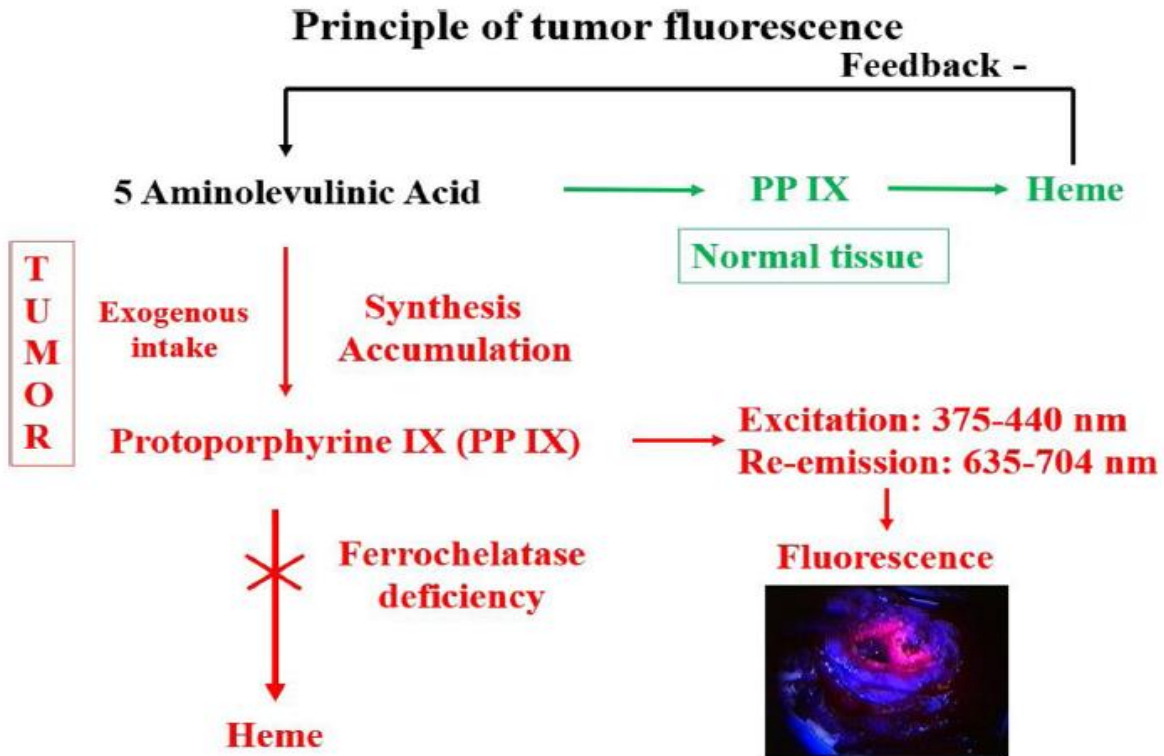 Principle of tumor fluorescence
Feedback -
5 Aminolevulinic Acid
PP IX
Heme
Normal tissue
T
U
M
O
R
Exogenous
intake
Synthesis
Accumulation
Protoporphyrine IX (PP IX)
Excitation: 375-440 nm
Re-emission: 635-704 nm
Ferrochelatase
deficiency
Fluorescence
Heme